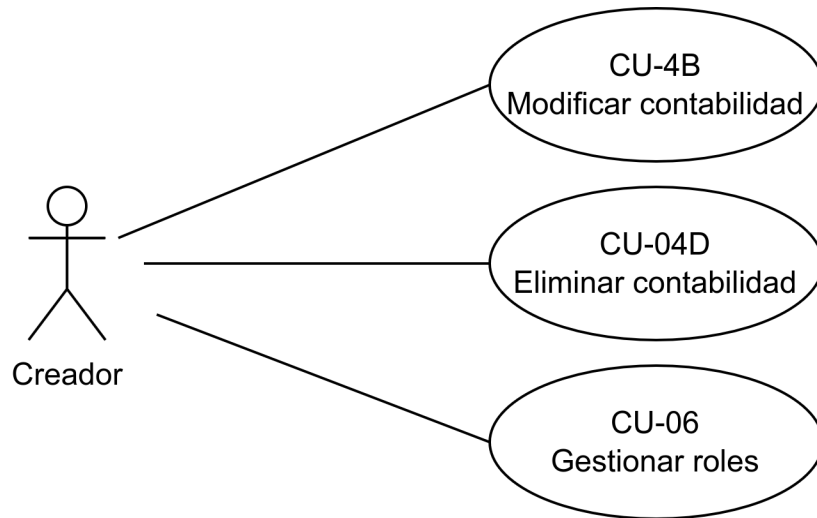 CU-4B
Modificar contabilidad
CU-04D
Eliminar contabilidad
Creador
CU-06
Gestionar roles